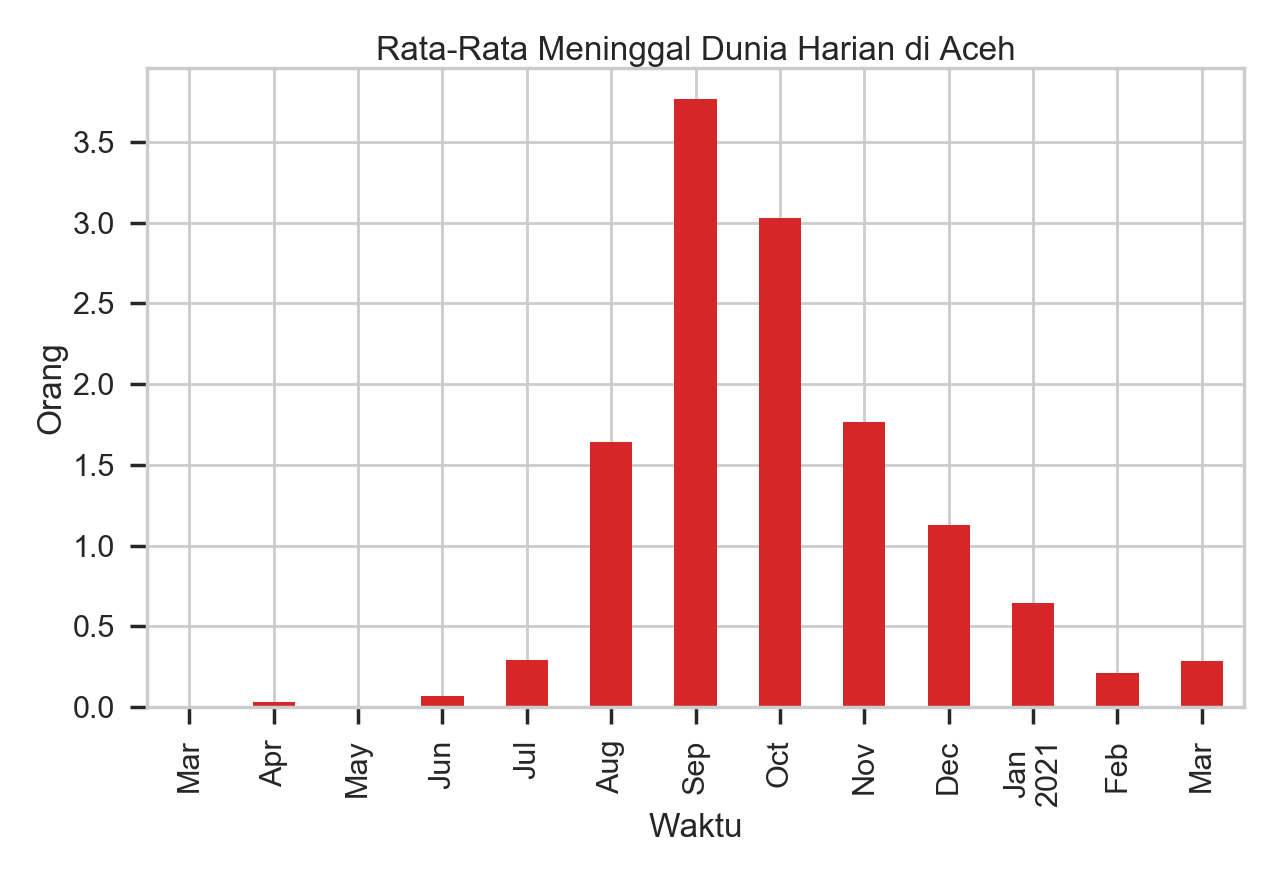 Rata-Rata Meninggal Dunia Harian di Aceh
Orang
3.5
3.0
2.5
2.0
1.5
1.0
0.5
0.0
Mar
Apr
May
Jun
Jul
Aug
Sep
Oct
Nov
Dec
Jan
2021
Feb
Mar
Waktu